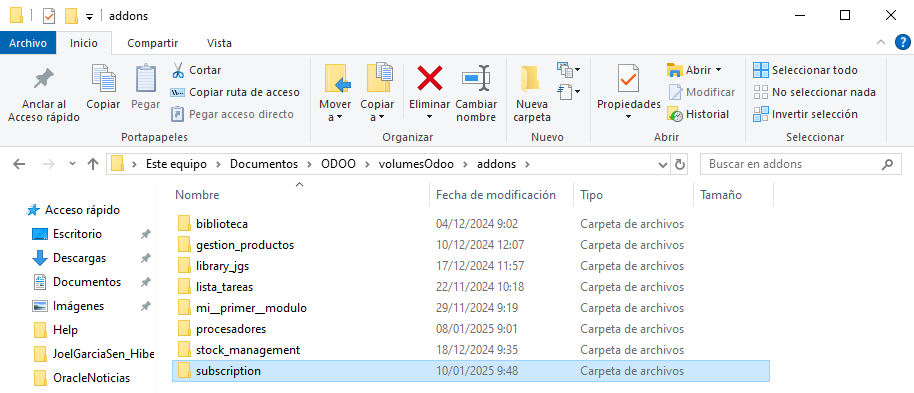 addons
Archivo Inicio Compartir Vista
Anclar al Acceso rápido
Copiar
Pegar
Cortar
Copiar ruta de acceso
Pegar acceso directo
Portapapeles
Mover a
Copiar a
Eliminar
Cambiar nombre
Organizar
Nueva carpeta
Nuevo
Propiedades
Abrir
Modificar
Historial
Abrir
Seleccionar todo
No seleccionar nada
Invertir selección
Seleccionar
Este equipo > Documentos > ODOO > volumesOdoo > addons >
Buscar en addons
Acceso rápido
Escritorio
Descargas
Documentos
Imágenes
Help
JoelGarciaSen_Hibe
OracleNoticias
Nombre Fecha de modificación Tipo Tamaño
biblioteca 04/12/2024 9:02 Carpeta de archivos
gestion_productos 10/12/2024 12:07 Carpeta de archivos
library_jgs 17/12/2024 11:57 Carpeta de archivos
lista_tareas 22/11/2024 10:18 Carpeta de archivos
mi__primer__modulo 29/11/2024 9:19 Carpeta de archivos
procesadores 08/01/2025 9:01 Carpeta de archivos
stock_management 18/12/2024 9:35 Carpeta de archivos
subscription 10/01/2025 9:48 Carpeta de archivos